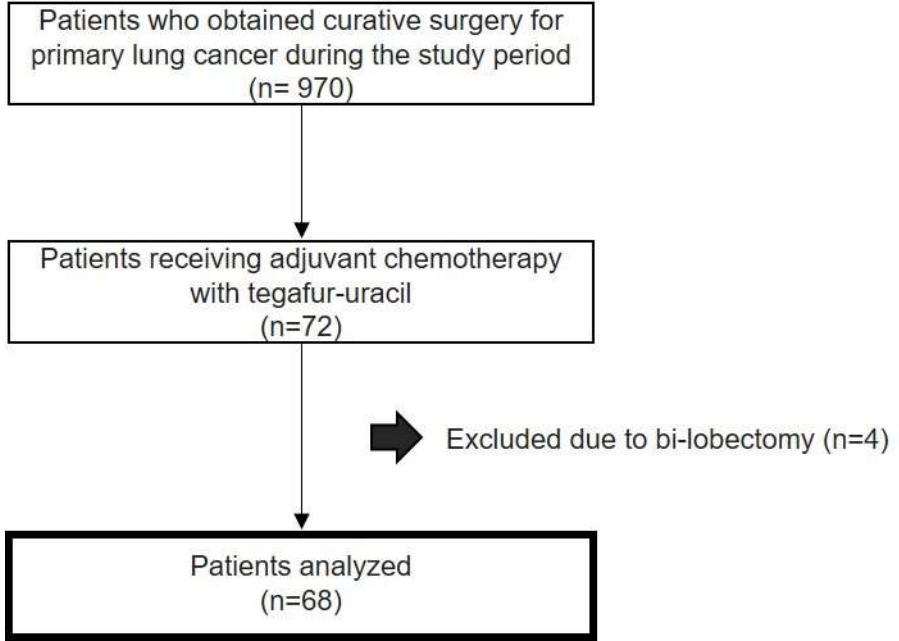 Patients who obtained curative surgery for
primary lung cancer during the study period
(n= 970)
Patients receiving adjuvant chemotherapy
with tegafur-uracil
(n=72)
Excluded due to bi-lobectomy (n=4)
Patients analyzed
(n=68)